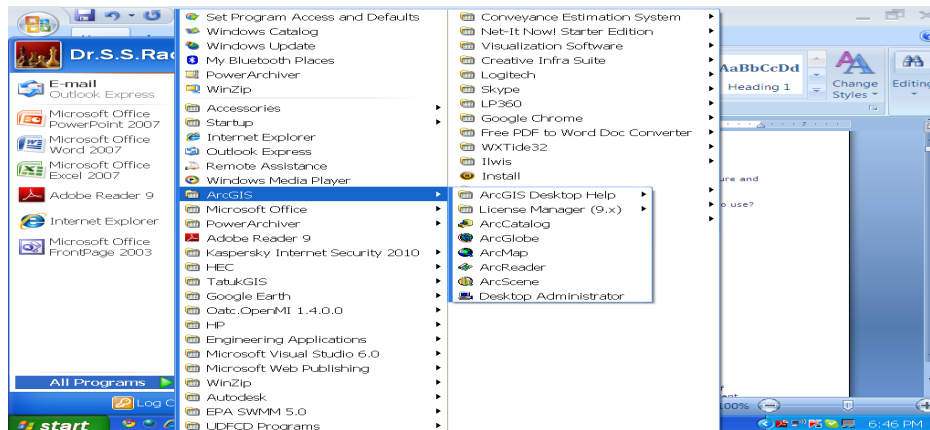 Dr.S.S.Ra
E-mail
Outlook Express
Microsoft Office
PowerPoint 2007
Microsoft Office
Word 2007
Microsoft Office
Excel 2007
Adobe Reader 9
Internet Explorer
Microsoft Office
FrontPage 2003
All Programs
Log
start
Set Program Access and Defaults
Windows Catalog
Windows Update
My Bluetooth Places
PowerArchiver
WinZip
Accessories
Startup
Internet Explorer
Outlook Express
Remote Assistance
Windows Media Player
ArcGIS
Microsoft Office
PowerArchiver
Adobe Reader 9
Kaspersky Internet Security 2010
HEC
TatukGIS
Google Earth
Oatc.OpenMI 1.4.0.0
HP
Engineering Applications
Microsoft Visual Studio 6.0
Microsoft Web Publishing
WinZip
Autodesk
EPA SWMM 5.0
UDFCD Programs
Conveyance Estimation System
Net-It Now! Starter Edition
Visualization Software
Creative Infra Suite
Logitech
Skype
LP360
Google Chrome
Free PDF to Word Doc Converter
WXTide32
Ilwis
Install
ArcGIS Desktop Help
License Manager (9.x)
ArcCatalog
ArcGlobe
ArcMap
ArcReader
ArcScene
Desktop Administrator
AaBbCcDd
Heading 1
Change
Styles
Editing
7
ure and
o use?
100%
6:46 PM